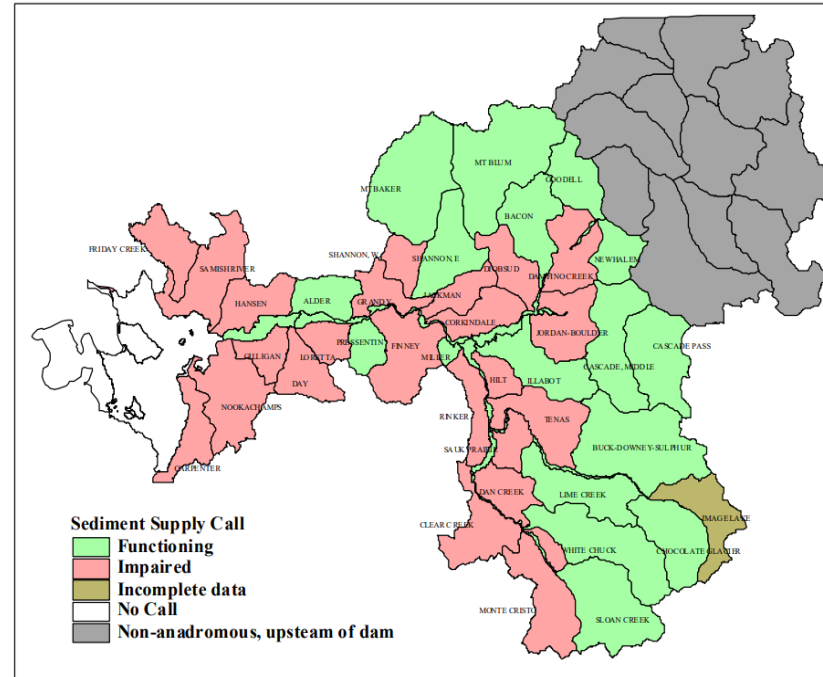 MT BLUM
GOODELL
MT BAKER
BACON
FRIDAY CREEK
SHANNON, W
SHANNON, E
NEWHALEM
SAMISH RIVER
DIOBSUD
DAMFINO CREEK
HANSEN
ALDER
GRANDY
JACKMAN
CORKINDALE
JORDAN-BOULDER
PRESSENTIN
FINNEY
CASCADE PASS
GILLIGAN
LORETTA
MILLER
CASCADE, MIDDLE
DAY
HILT
ILLABOT
NOOKACHAMPS
RINKER
TENAS
SAUK PRAIRIE
BUCK-DOWNEY-SULPHUR
CARPENTER
DAN CREEK
LIME CREEK
IMAGE LAKE
Sediment Supply Call
CLEAR CREEK
Functioning
WHITE CHUCK
CHOCOLATE GLACIER
Impaired
Incomplete data
No Call
MONTE CRISTO
SLOAN CREEK
Non-anadromous, upsteam of dam